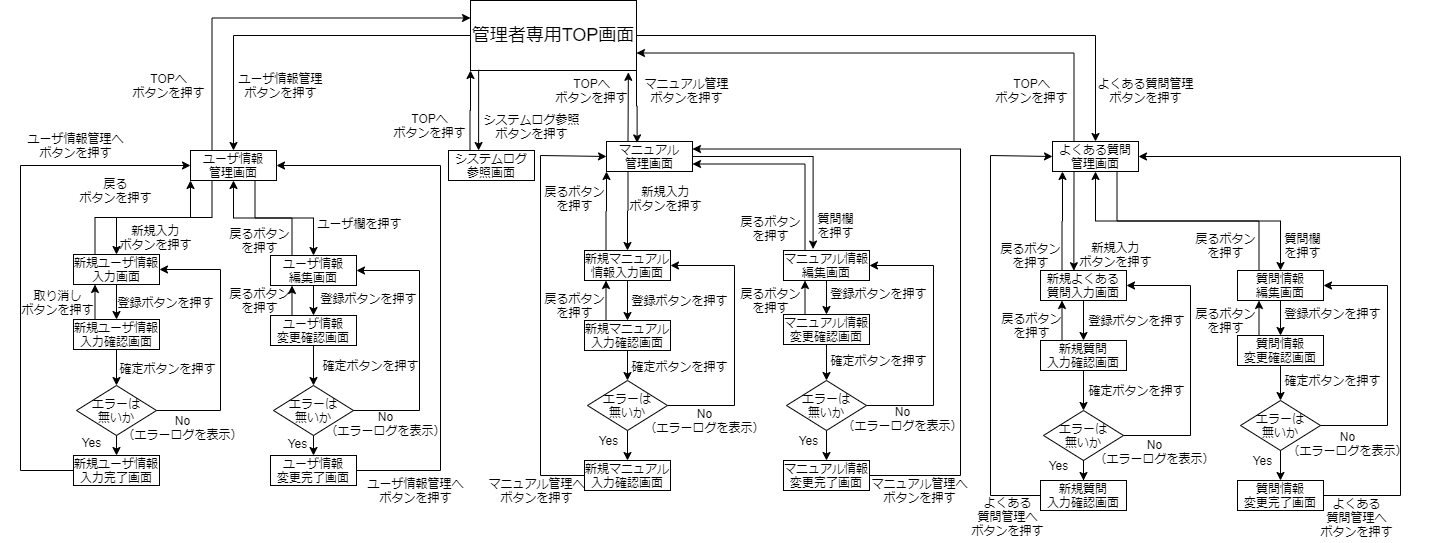 管理者専用TOP画面
TOPへ
ボタンを押す
ユーザ情報管理
ボタンを押す
TOPへ
ボタンを押す
システムログ参照
ボタンを押す
TOPへ
ボタンを押す
マニュアル管理
ボタンを押す
TOPへ
ボタンを押す
よくある質問管理
ボタンを押す
ユーザ情報管理へ
ボタンを押す
ユーザ情報
管理画面
システムログ
参照画面
マニュアル
管理画面
よくある質問
管理画面
戻る
ボタンを押す
新規入力
ボタンを押す
戻るボタン
を押す
ユーザ欄を押す
新規ユーザ情報
入力画面
ユーザ情報
編集画面
取り消し
ボタンを押す
登録ボタンを押す
戻るボタン
を押す
登録ボタンを押す
新規ユーザ情報
入力確認画面
ユーザ情報
変更確認画面
確定ボタンを押す
確定ボタンを押す
エラーは
無いか
No
(エラーログを表示)
Yes
エラーは
無いか
No
(エラーログを表示)
Yes
新規ユーザ情報
入力完了画面
ユーザ情報
変更完了画面
ユーザ情報管理へ
ボタンを押す
戻るボタン
を押す
新規入力
ボタンを押す
戻るボタン
を押す
質問欄
を押す
新規マニュアル
情報入力画面
マニュアル情報
編集画面
戻るボタン
を押す
登録ボタンを押す
戻るボタン
を押す
登録ボタンを押す
新規マニュアル
入力確認画面
マニュアル情報
変更確認画面
確定ボタンを押す
確定ボタンを押す
エラーは
無いか
No
(エラーログを表示)
Yes
エラーは
無いか
No
(エラーログを表示)
Yes
マニュアル管理へ
ボタンを押す
新規マニュアル
入力確認画面
マニュアル情報
変更完了画面
マニュアル管理へ
ボタンを押す
戻るボタン
を押す
新規入力
ボタンを押す
戻るボタン
を押す
質問欄
を押す
新規よくある
質問入力画面
質問情報
編集画面
戻るボタン
を押す
登録ボタンを押す
戻るボタン
を押す
登録ボタンを押す
新規質問
入力確認画面
質問情報
変更確認画面
確定ボタンを押す
確定ボタンを押す
エラーは
無いか
No
(エラーログを表示)
Yes
エラーは
無いか
No
(エラーログを表示)
Yes
よくある
質問管理へ
ボタンを押す
新規質問
入力確認画面
質問情報
変更完了画面
よくある
質問管理へ
ボタンを押す